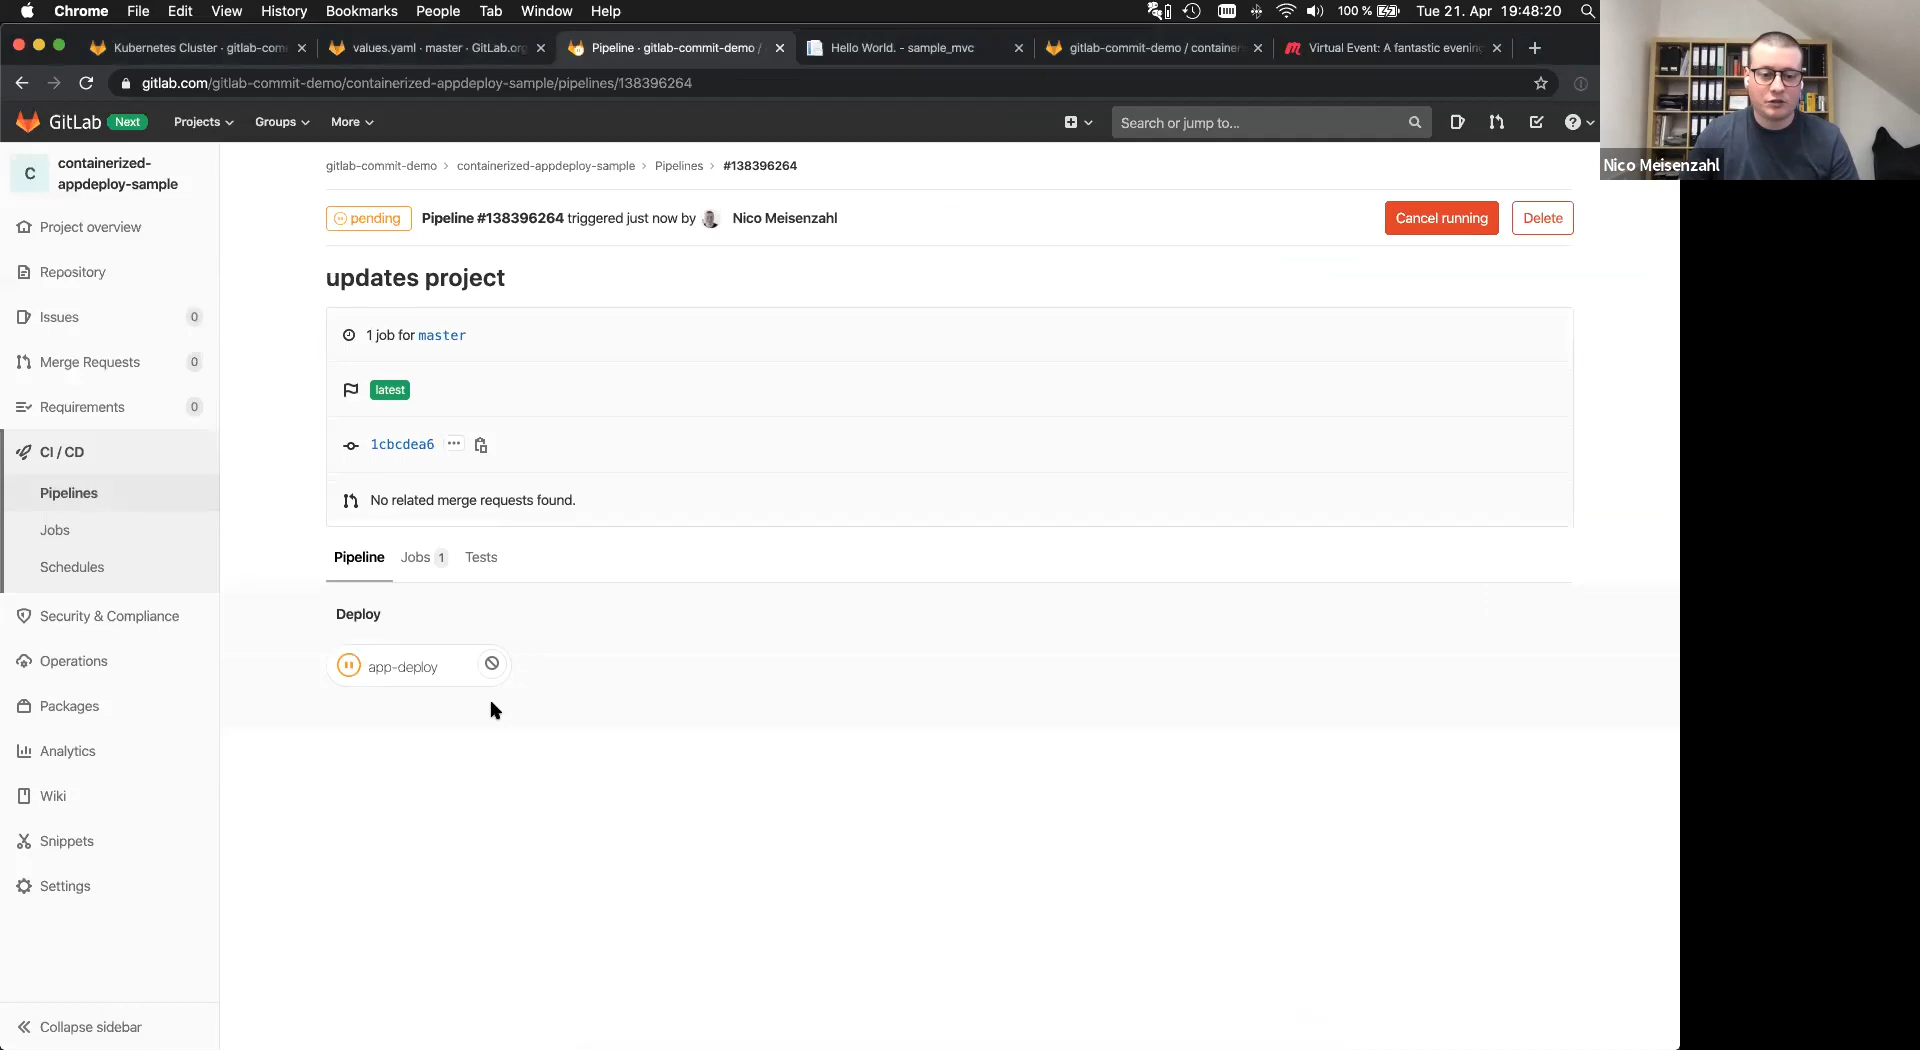 Chrome File Edit View History Bookmarks People Tab Window Help 100 % Tue 21. Apr 19:48:20
Kubernetes Cluster · gitlab-com
values.yaml · master · GitLab.org
Pipeline · gitlab-commit-demo /
Hello World. - sample_mvc
gitlab-commit-demo / container
Virtual Event: A fantastic evening
gitlab.com/gitlab-commit-demo/containerized-appdeploy-sample/pipelines/138396264
GitLab Next Projects Groups More Search or jump to...
Nico Meisenzahl
C
containerized-
appdeploy-sample
Project overview
Repository
Issues 0
Merge Requests 0
Requirements 0
CI / CD
Pipelines
Jobs
Schedules
Security & Compliance
Operations
Packages
Analytics
Wiki
Snippets
Settings
Collapse sidebar
gitlab-commit-demo › containerized-appdeploy-sample › Pipelines › #138396264
pending Pipeline #138396264 triggered just now by Nico Meisenzahl Cancel running Delete
updates project
1 job for master
latest
1cbcdea6 ...
No related merge requests found.
Pipeline Jobs 1 Tests
Deploy
app-deploy